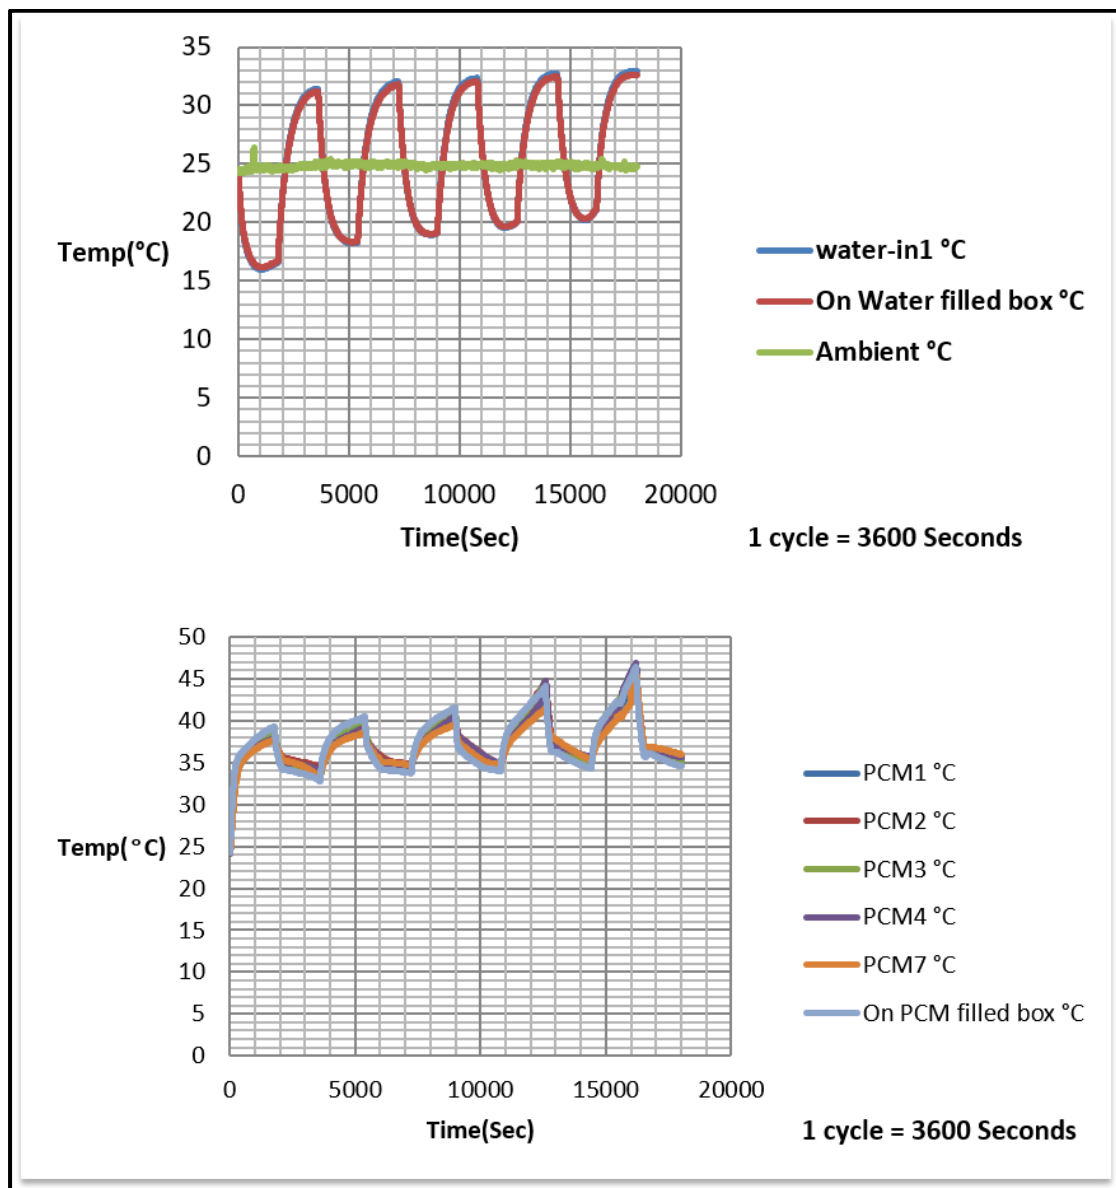 35
30
25
20
15
10
5
0
Temp(°C)
0 5000 10000 15000 20000
Time(Sec)
1 cycle = 3600 Seconds
water-in1 °C
On Water filled box °C
Ambient °C
50
45
40
35
30
25
20
15
10
5
0
Temp(°C)
0 5000 10000 15000 20000
Time(Sec)
1 cycle = 3600 Seconds
PCM1 °C
PCM2 °C
PCM3 °C
PCM4 °C
PCM7 °C
On PCM filled box °C